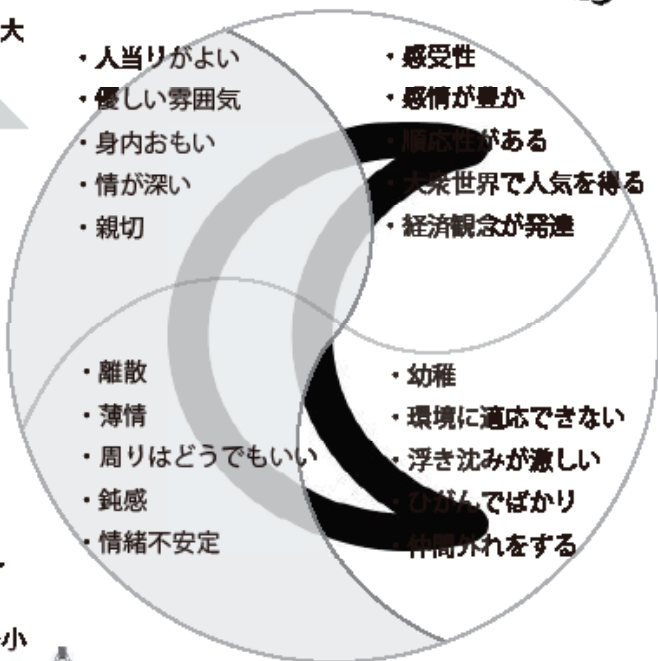 大
・人当りがよい
・優しい雰囲気
・身内おもい
・情が深い
・親切
・感受性
・感情が豊か
・順応性がある
・大衆世界で人気を得る
・経済観念が発達
・離散
・薄情
・周りはどうでもいい
・鈍感
・情緒不安定
・幼稚
・環境に適応できない
・浮き沈みが激しい
・ひがんでばかり
・仲間外れをする
小